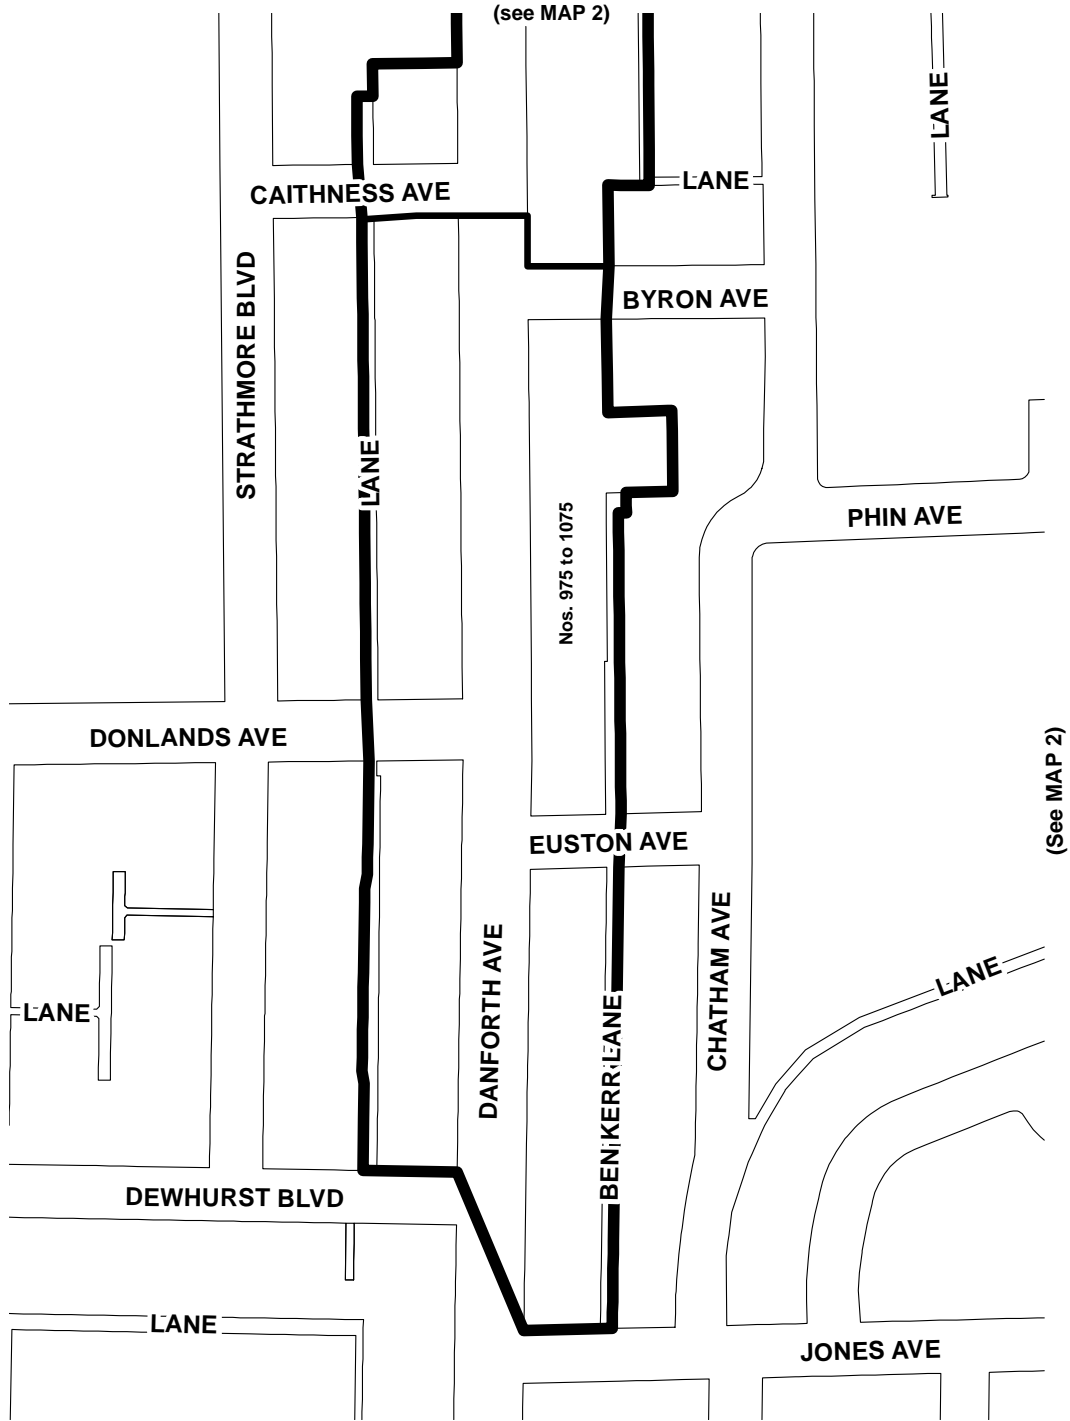 (see MAP 2)
LANE
LANE
CAITHNESS AVE
BYRON AVE
STRATHMORE BLVD
LANE
PHIN AVE
Nos. 975 to 1075
DONLANDS AVE
(See MAP 2)
EUSTON AVE
CHATHAM AVE
DANFORTH AVE
LANE
LANE
BEN KERR LANE
DEWHURST BLVD
LANE
JONES AVE